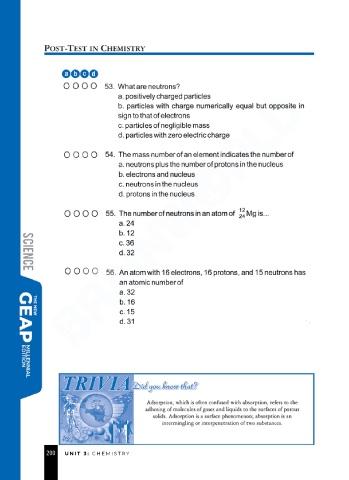 POST-TEST IN CHEMISTRY
a b c d
53. What are neutrons?
a. positively charged particles
b. particles with charge numerically equal but opposite in
sign to that of electrons
c. particles of negligible mass
d. particles with zero electric charge
54. The mass number of an element indicates the number of
a. neutrons plus the number of protons in the nucleus
b. electrons and nucleus
c. neutrons in the nucleus
d. protons in the nucleus
55. The number of neutrons in an atom of 12 24 Mg is...
a. 24
b. 12
c. 36
d. 32
56. An atom with 16 electrons, 16 protons, and 15 neutrons has
an atomic number of
a. 32
b. 16
c. 15
d. 31
SCIENCE
THE NEW
GEAP
MILLENNIAL
EDITION
TRIVIA Did you know that?
Adsorption, which is often confused with absorption, refers to the
adhering of molecules of gases and liquids to the surfaces of porous
solids. Adsorption is a surface phenomenon; absorption is an
intermingling or interpenetration of two substances.
200 UNIT 3: CHEMISTRY